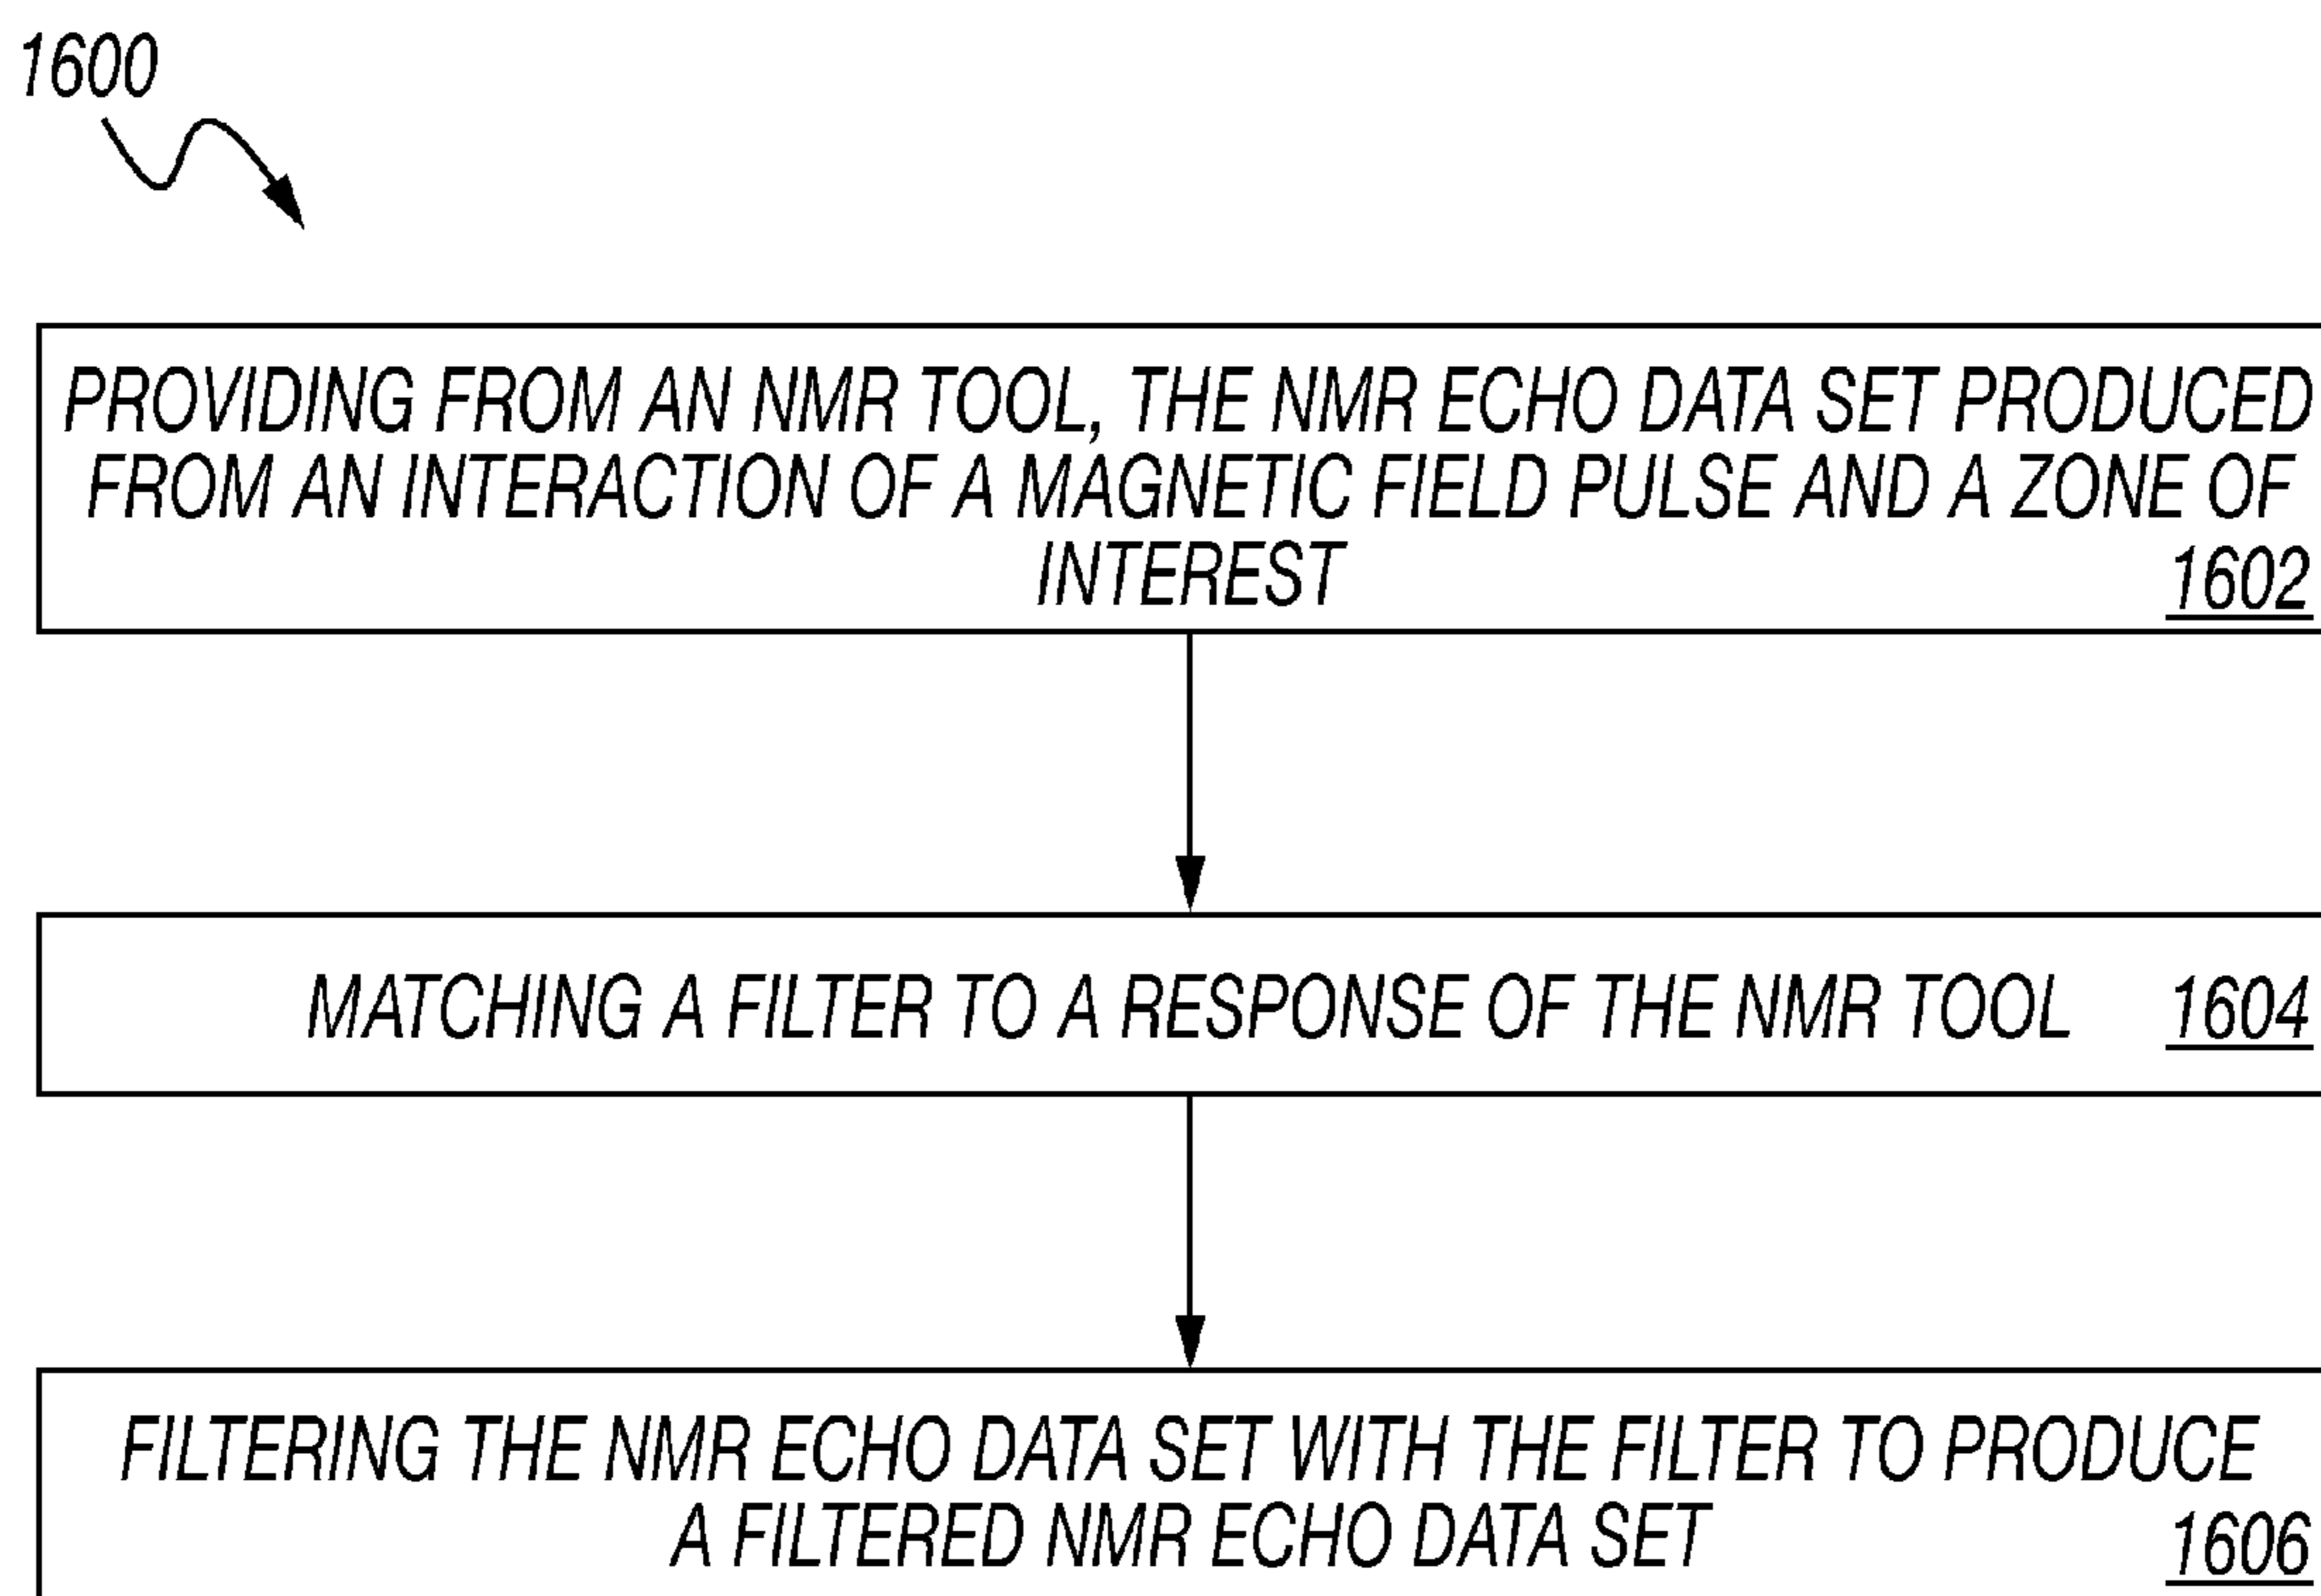 1600
PROVIDING FROM AN NMR TOOL, THE NMR ECHO DATA SET PRODUCED
FROM AN INTERACTION OF A MAGNETIC FIELD PULSE AND A ZONE OF
INTEREST 1602
MATCHING A FILTER TO A RESPONSE OF THE NMR TOOL 1604
FILTERING THE NMR ECHO DATA SET WITH THE FILTER TO PRODUCE
A FILTERED NMR ECHO DATA SET 1606